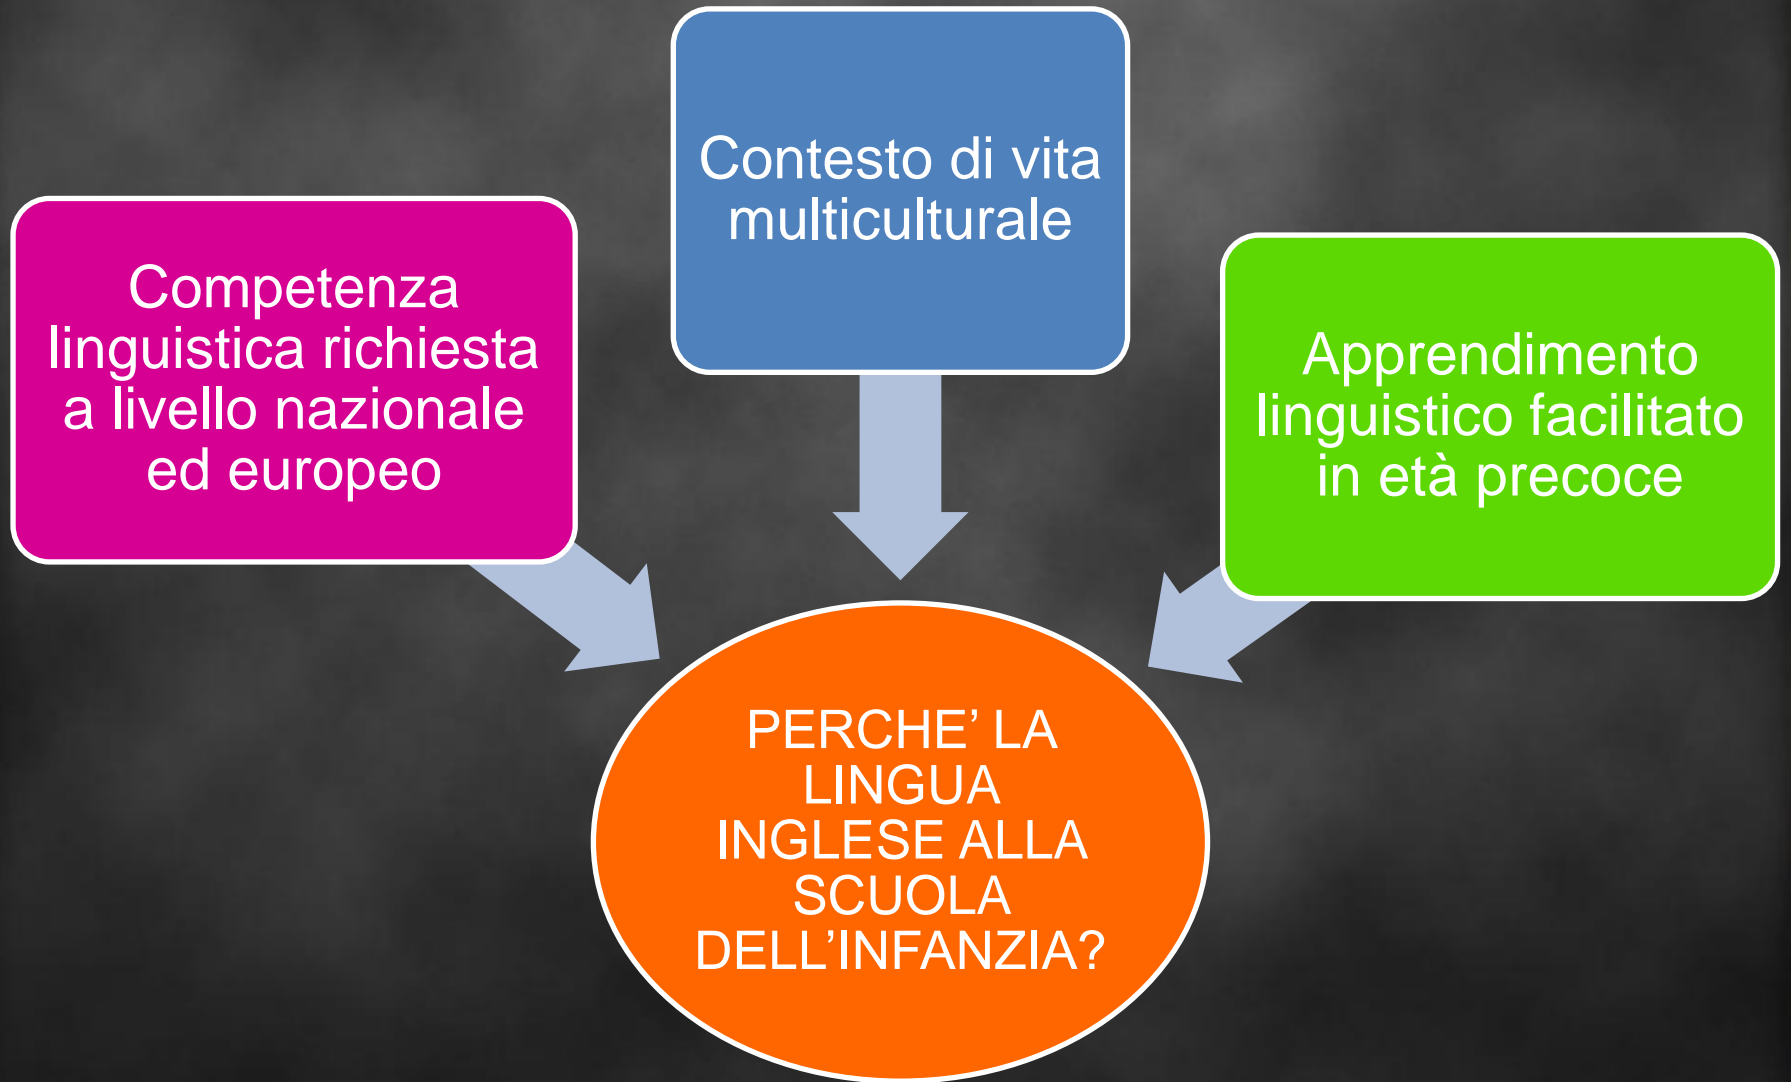 Contesto di vita
multiculturale
Competenza
linguistica richiesta
a livello nazionale
ed europeo
Apprendimento
linguistico facilitato
in età precoce
PERCHE’ LA
LINGUA
INGLESE ALLA
SCUOLA
DELL’INFANZIA?